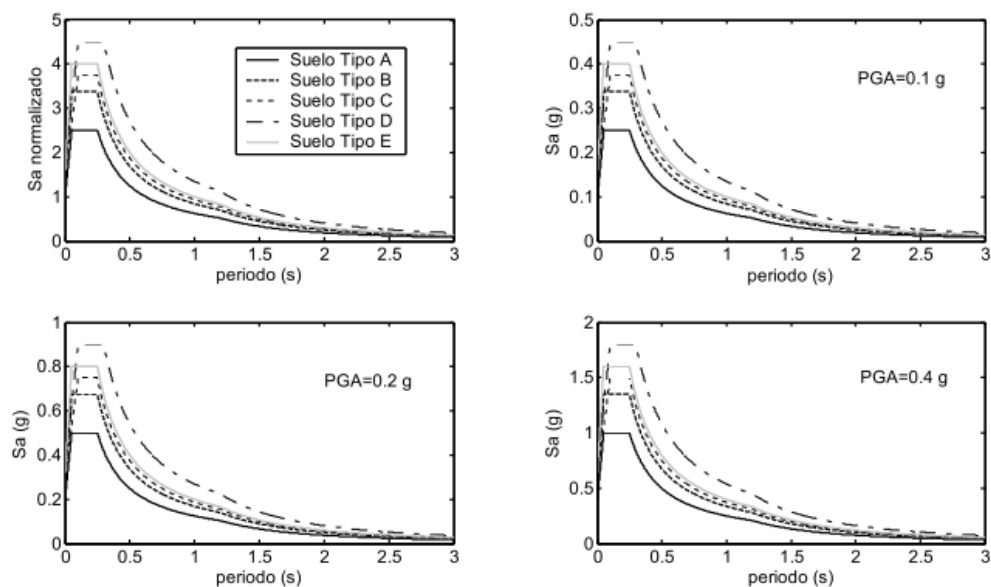 5
4
3
2
1
0
Sa normalizado
Suelo Tipo A
Suelo Tipo B
Suelo Tipo C
Suelo Tipo D
Suelo Tipo E
0 0.5 1 1.5 2 2.5 3
periodo (s)
0.5
0.4
0.3
0.2
0.1
0
Sa (g)
PGA=0.1 g
0 0.5 1 1.5 2 2.5 3
periodo (s)
1
0.8
0.6
0.4
0.2
0
Sa (g)
PGA=0.2 g
0 0.5 1 1.5 2 2.5 3
periodo (s)
2
1.5
1
0.5
0
Sa (g)
PGA=0.4 g
0 0.5 1 1.5 2 2.5 3
periodo (s)